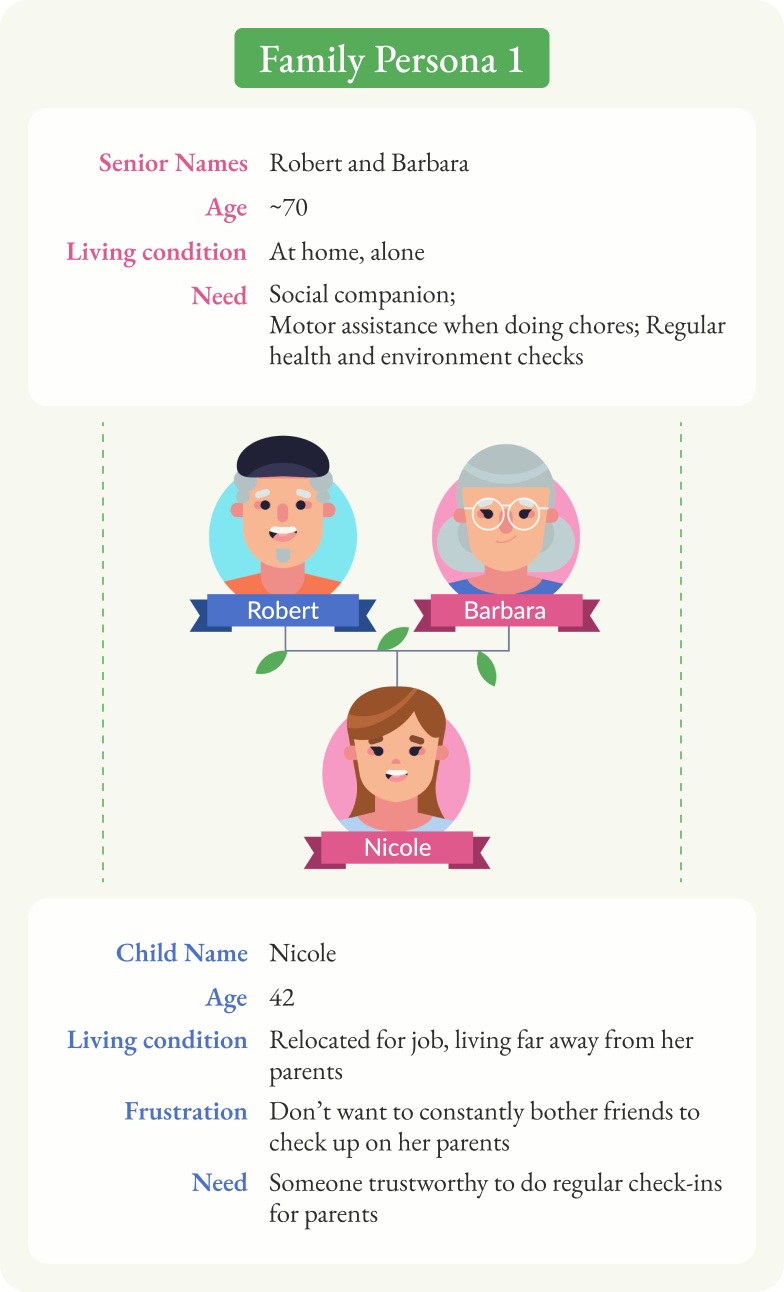 Family Persona 1
Senior Names Robert and Barbara
Age ~70
Living condition At home, alone
Need Social companion;
Motor assistance when doing chores; Regular
health and environment checks
Robert Barbara
Nicole
Child Name Nicole
Age 42
Living condition Relocated for job, living far away from her
parents
Frustration Don’t want to constantly bother friends to
check up on her parents
Need Someone trustworthy to do regular check-ins
for parents